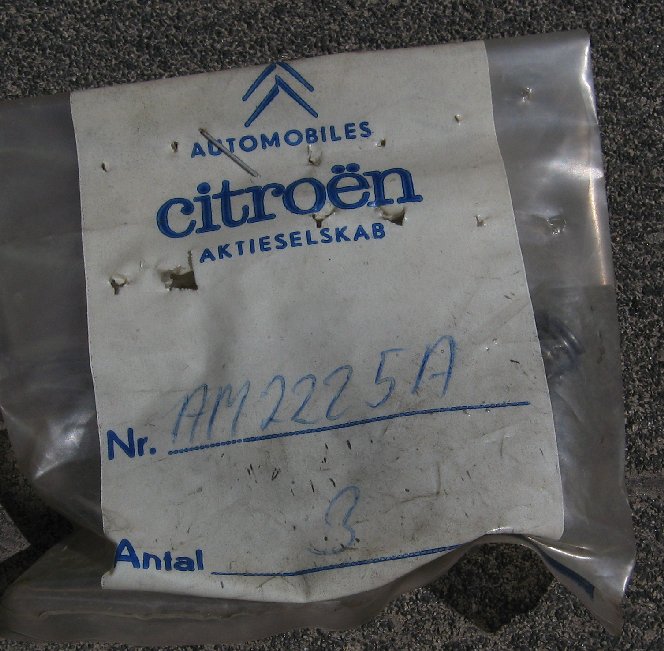 AUTOMOBILES
citroën
AKTIESELSKAB
Nr. AM2225A
Antal 3